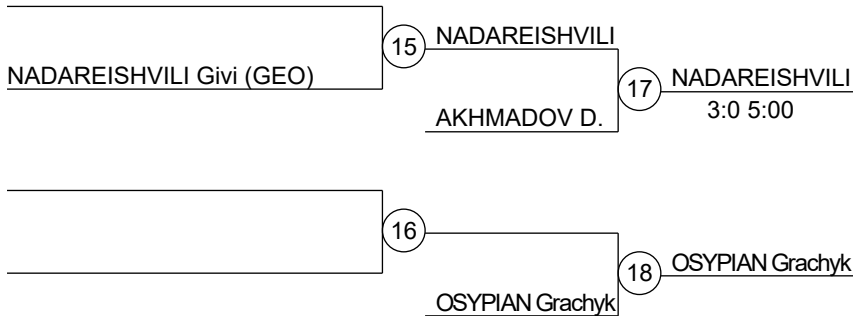 15
NADAREISHVILI
NADAREISHVILI Givi (GEO)
17
NADAREISHVILI
AKHMADOV D.
3:0 5:00
16
18
OSYPIAN Grachyk
OSYPIAN Grachyk